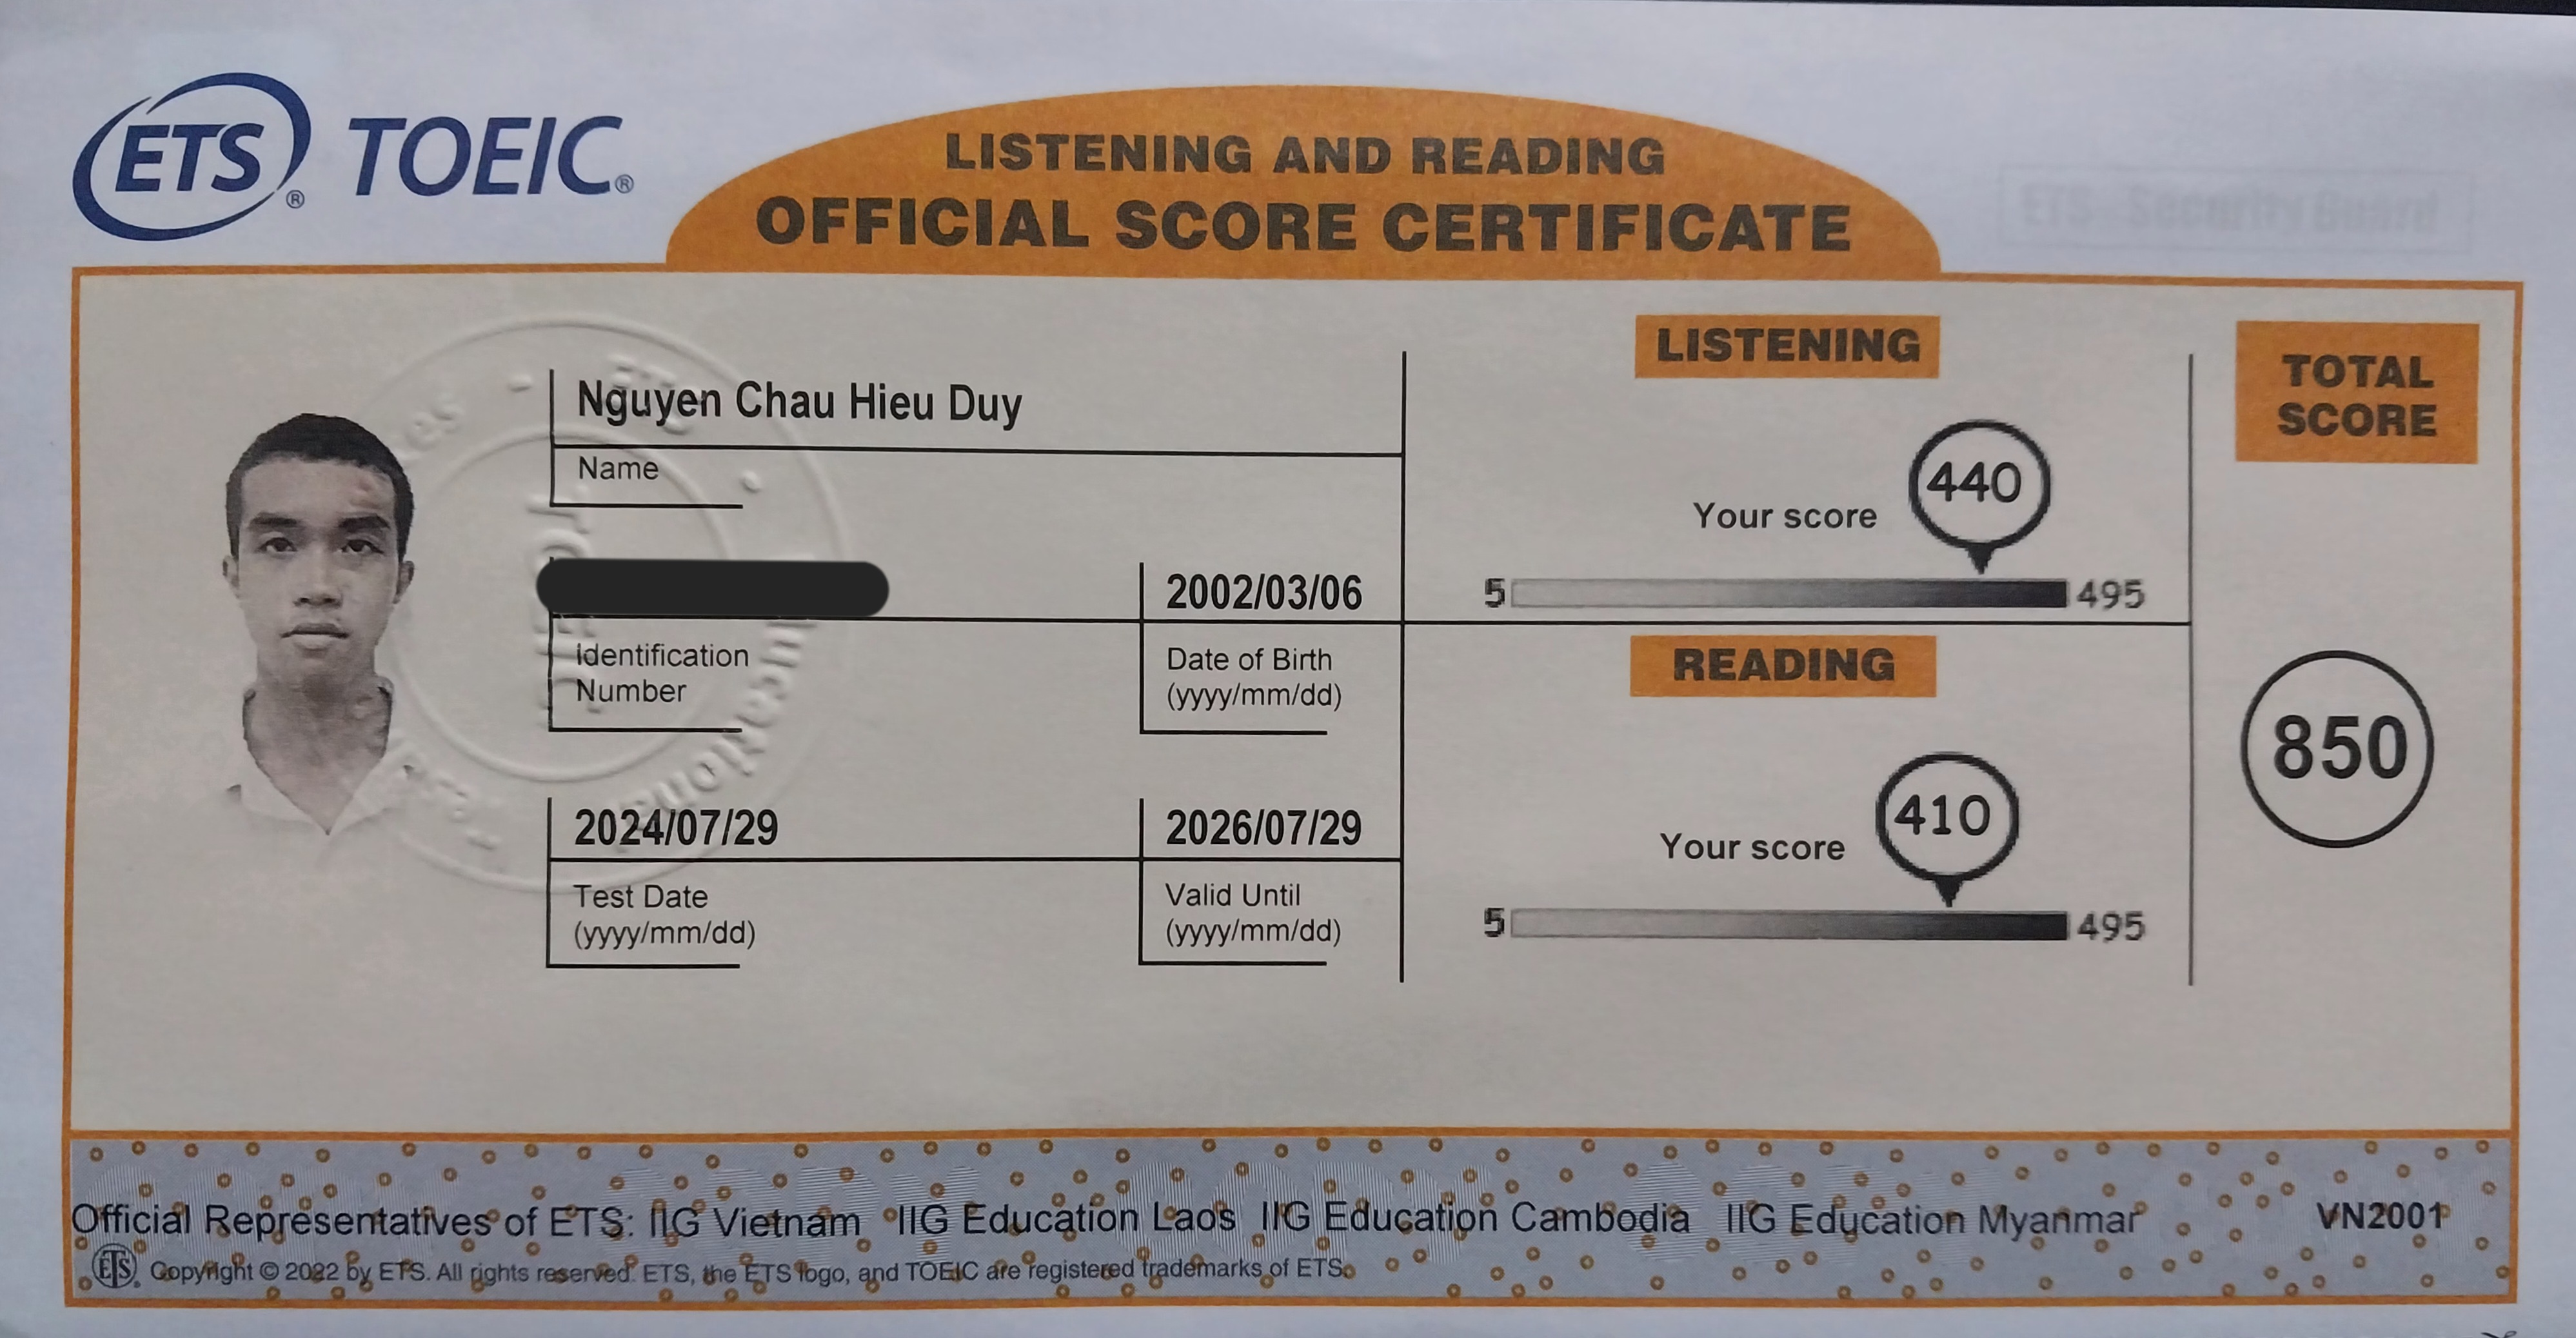 ETS® TOEIC®
LISTENING AND READING
OFFICIAL SCORE CERTIFICATE
ETS - Security Guard
Nguyen Chau Hieu Duy
Name
2002/03/06
Identification
Number
Date of Birth
(yyyy/mm/dd)
2024/07/29
Test Date
(yyyy/mm/dd)
2026/07/29
Valid Until
(yyyy/mm/dd)
LISTENING
Your score
440
5 495
READING
Your score
410
5 495
TOTAL
SCORE
850
Official Representatives of ETS: IIG Vietnam IIG Education Laos IIG Education Cambodia IIG Education Myanmar VN2001
ETS® Copyright © 2022 by ETS. All rights reserved. ETS, the ETS logo, and TOEIC are registered trademarks of ETS.